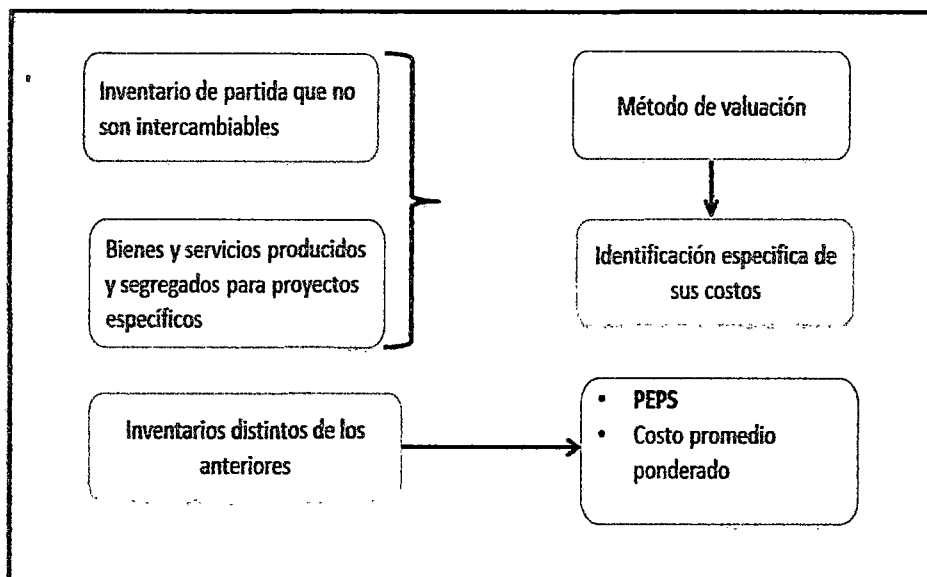 Inventario de partida que no
son intercambiables
Método de valuación
Bienes y servicios producidos
y segregados para proyectos
específicos
Identificación especifica de
sus costos
Inventarios distintos de los
anteriores
• PEPS
• Costo promedio
ponderado